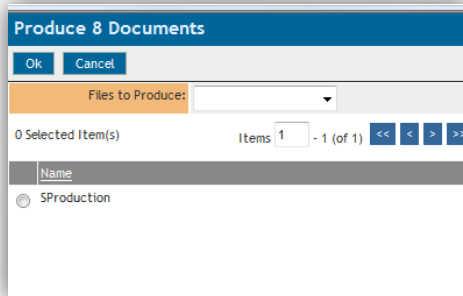 Produce 8 Documents
Ok Cancel
Files to Produce:
0 Selected Item(s) Items 1 - 1 (of 1) << < > >>
Name
SProduction